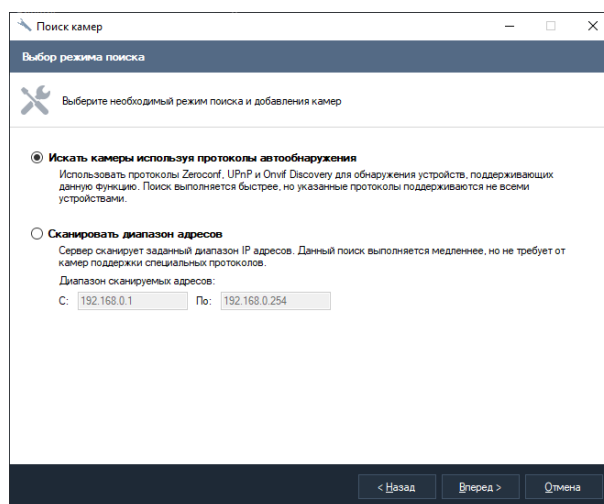 Поиск камер
Выбор режима поиска
Выберите необходимый режим поиска и добавления камер
Искать камеры используя протоколы автообнаружения
Использовать протоколы Zeroconf, UPnP и Onvif Discovery для обнаружения устройств, поддерживающих
данную функцию. Поиск выполняется быстрее, но указанные протоколы поддерживаются не всеми
устройствами.
Сканировать диапазон адресов
Сервер сканирует заданный диапазон IP адресов. Данный поиск выполняется медленнее, но не требует от
камер поддержки специальных протоколов.
Диапазон сканируемых адресов:
С: 192.168.0.1 По: 192.168.0.254
< Назад Вперед > Отмена